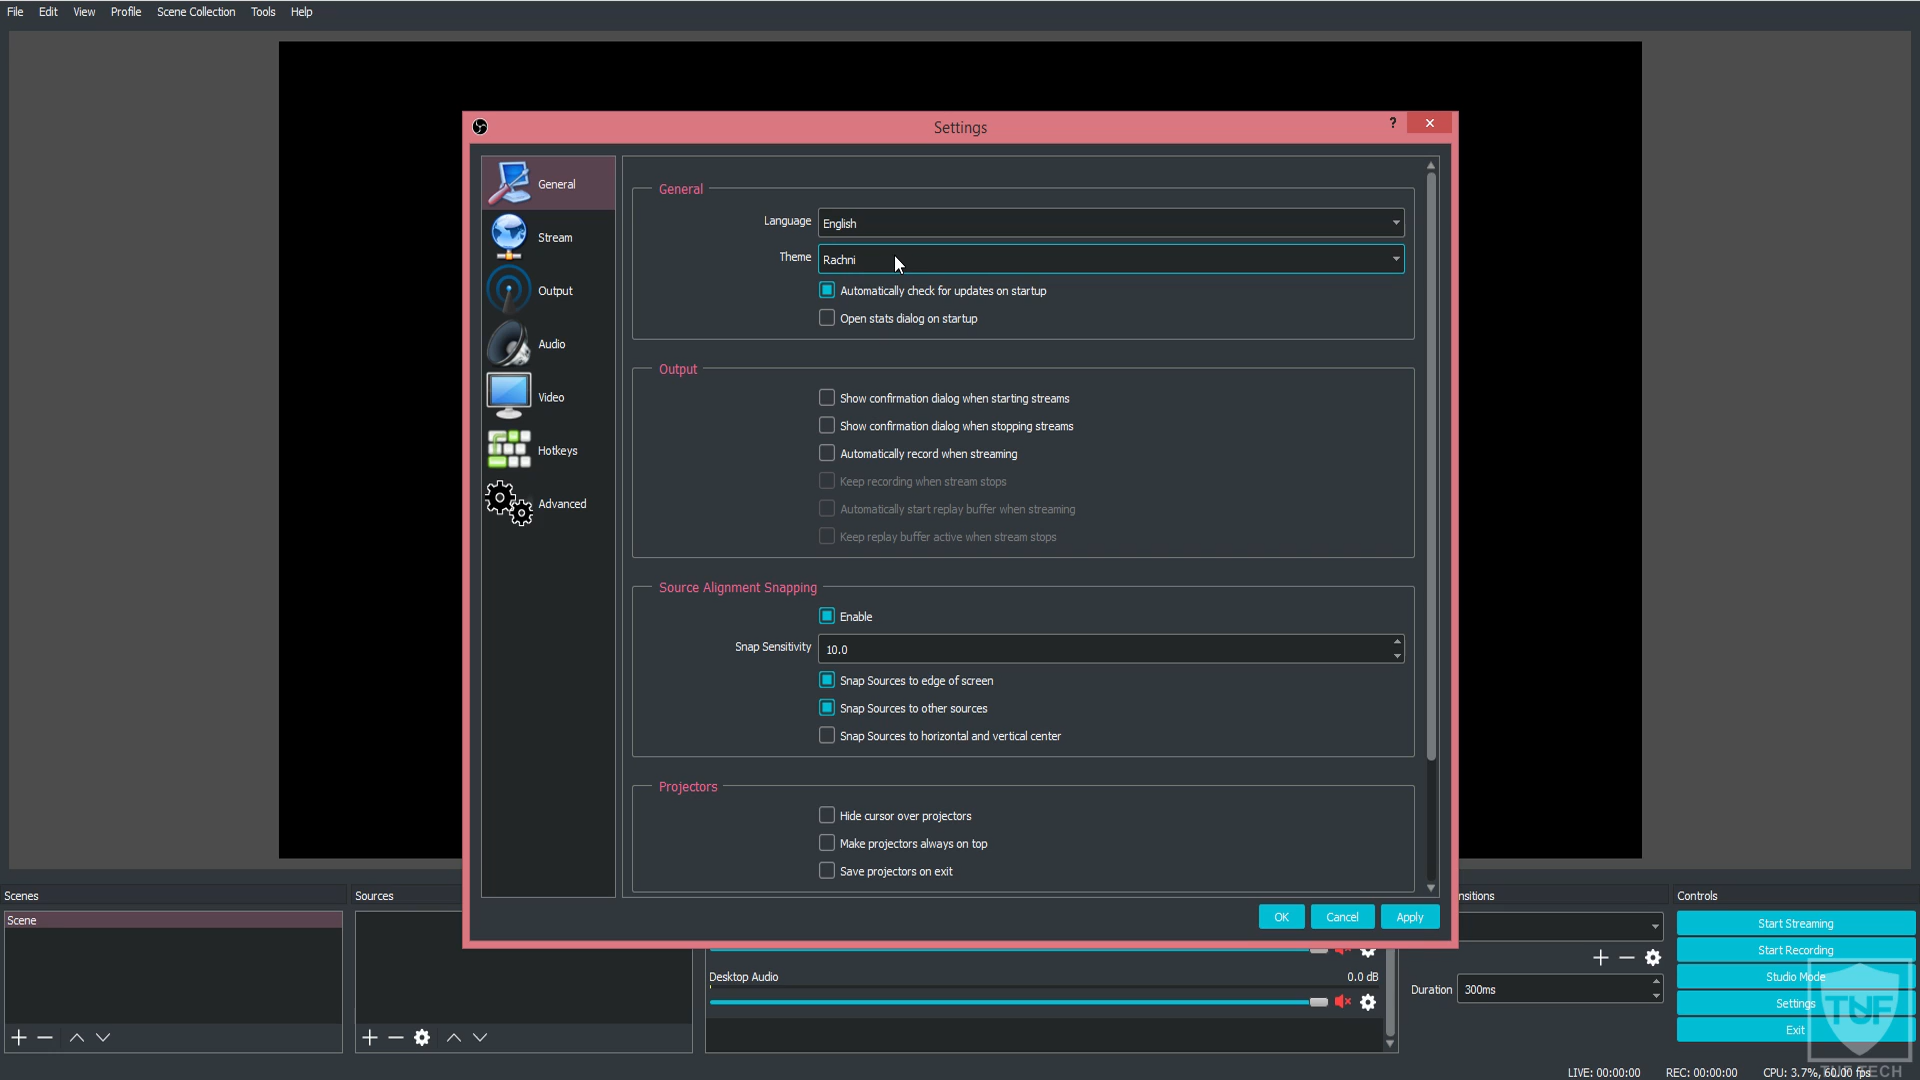 File Edit View Profile Scene Collection Tools Help
Settings
?
General
Stream
Output
Audio
Video
Hotkeys
Advanced
General
Language English
Theme Rachni
Automatically check for updates on startup
Open stats dialog on startup
Output
Show confirmation dialog when starting streams
Show confirmation dialog when stopping streams
Automatically record when streaming
Keep recording when stream stops
Automatically start replay buffer when streaming
Keep replay buffer active when stream stops
Source Alignment Snapping
Enable
Snap Sensitivity 10.0
Snap Sources to edge of screen
Snap Sources to other sources
Snap Sources to horizontal and vertical center
Projectors
Hide cursor over projectors
Make projectors always on top
Save projectors on exit
OK Cancel Apply
Scenes
Scene
Sources
Desktop Audio 0.0 dB
nsitions
Duration 300ms
Controls
Start Streaming
Start Recording
Studio Mode
Settings
Exit
TUF
TUF TECH
LIVE: 00:00:00 REC: 00:00:00 CPU: 3.7%, 60.00 fps